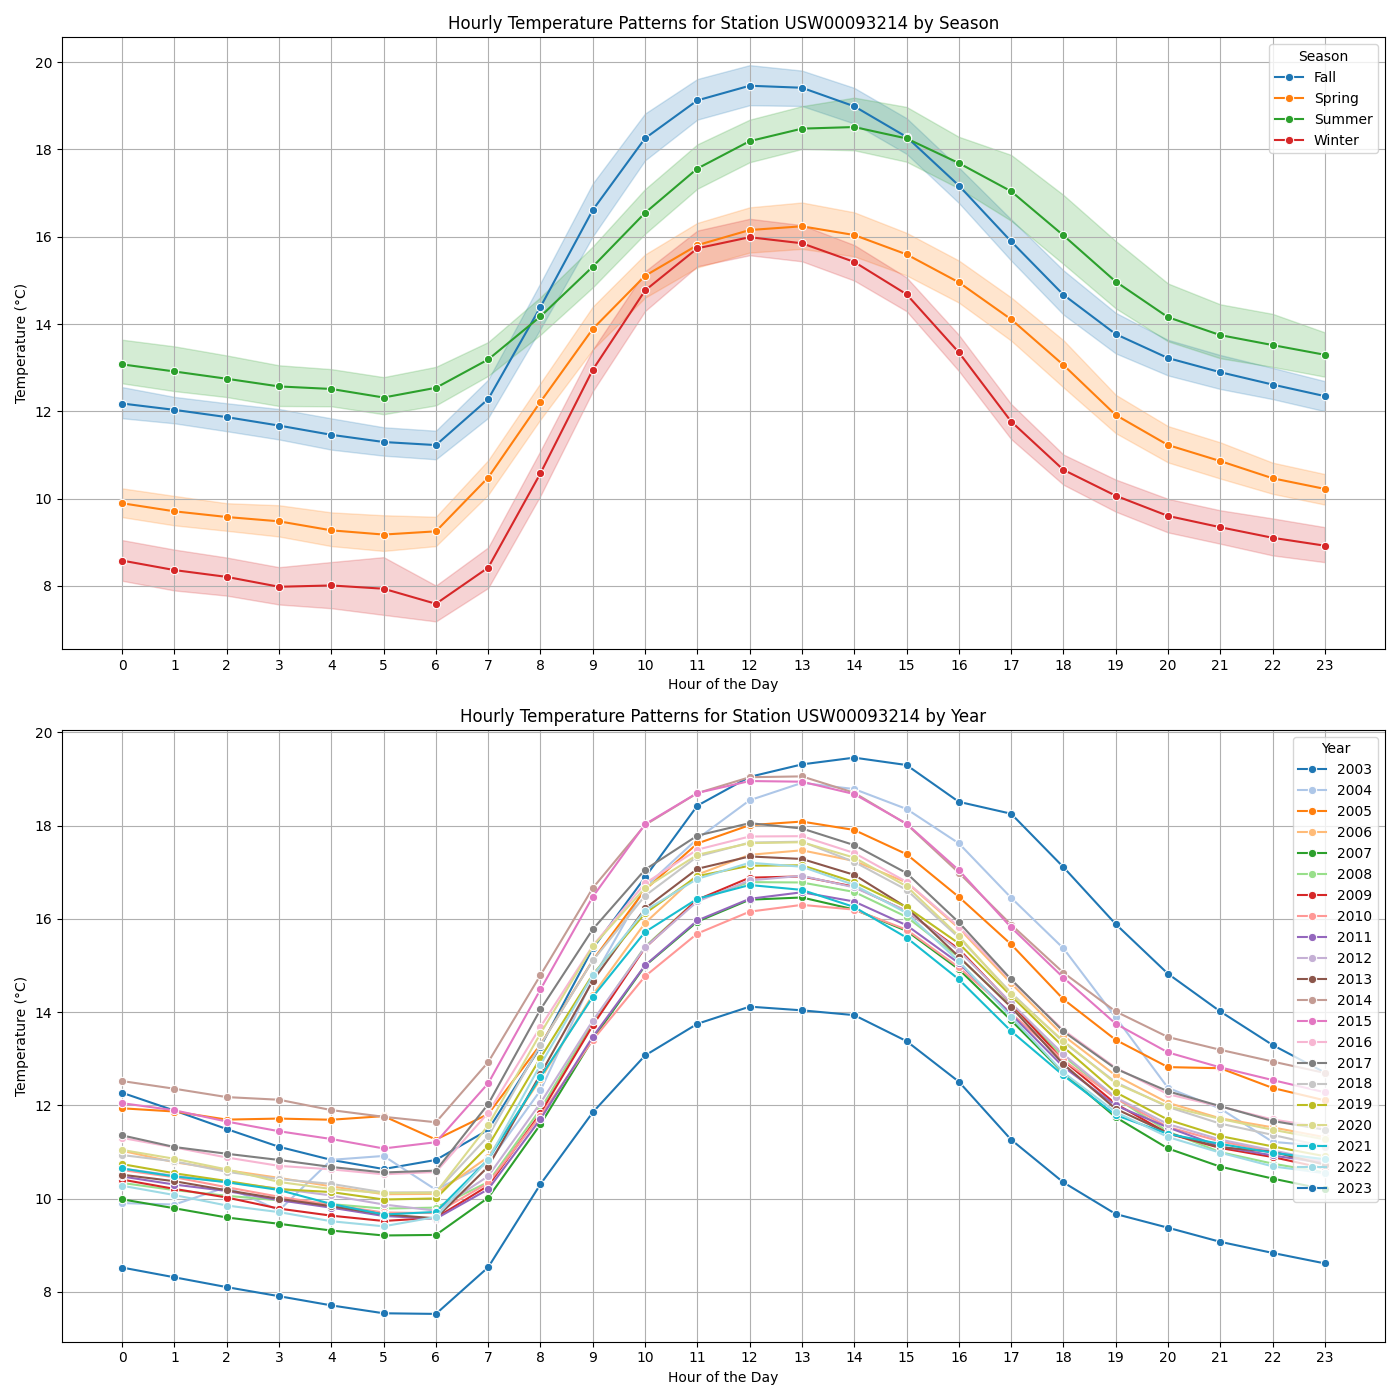 Hourly Temperature Patterns for Station USW00093214 by Season
Temperature (°C)
20
18
16
14
12
10
8
Season
Fall
Spring
Summer
Winter
0 1 2 3 4 5 6 7 8 9 10 11 12 13 14 15 16 17 18 19 20 21 22 23
Hour of the Day
Hourly Temperature Patterns for Station USW00093214 by Year
Temperature (°C)
20
18
16
14
12
10
8
Year
2003
2004
2005
2006
2007
2008
2009
2010
2011
2012
2013
2014
2015
2016
2017
2018
2019
2020
2021
2022
2023
0 1 2 3 4 5 6 7 8 9 10 11 12 13 14 15 16 17 18 19 20 21 22 23
Hour of the Day